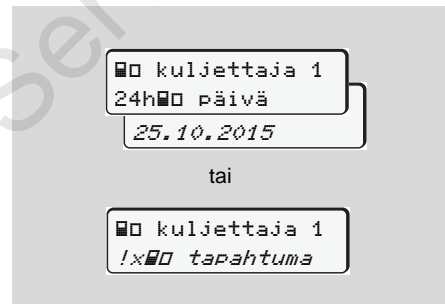 kuljettaja 1
24h päivä
25.10.2015
tai
kuljettaja 1
!x tapahtuma